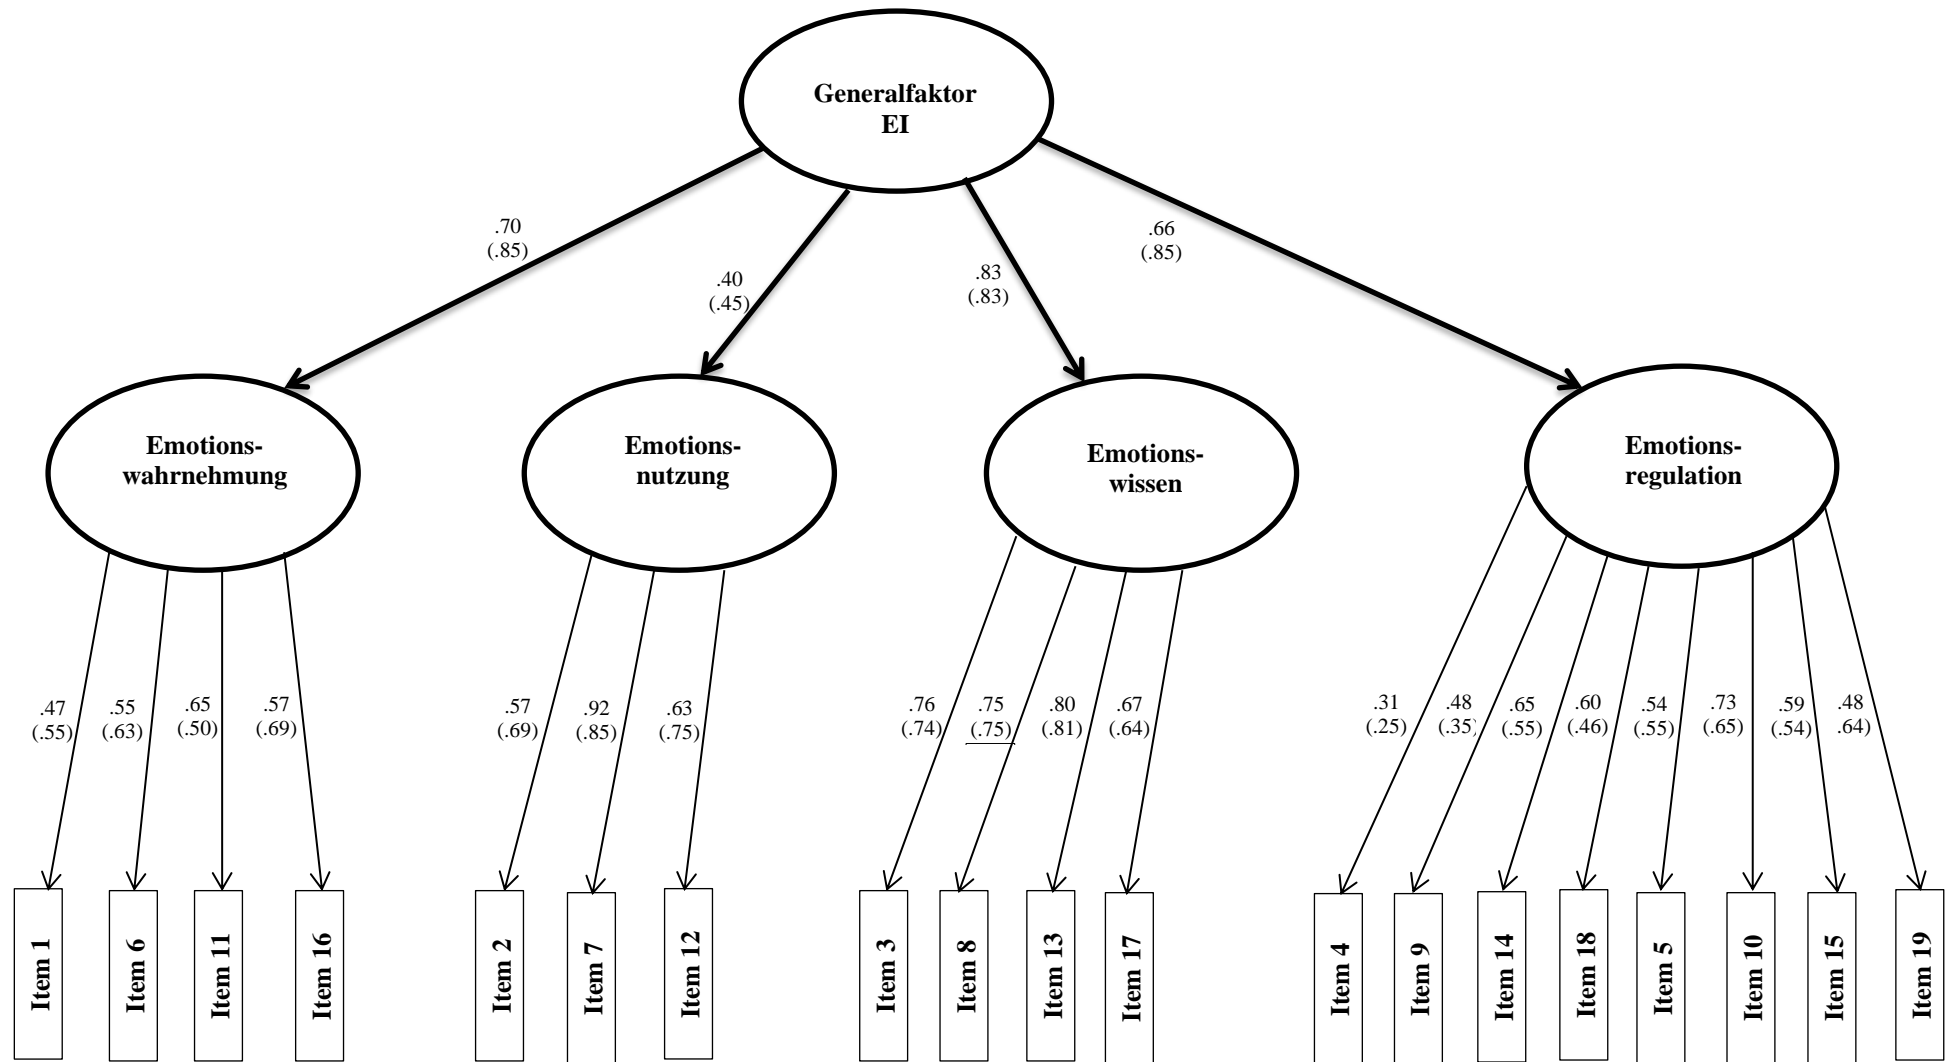 Generalfaktor
EI
.70
(.85)
.40
(.45)
.83
(.83)
.66
(.85)
Emotions-
wahrnehmung
Emotions-
nutzung
Emotions-
wissen
Emotions-
regulation
.47
(.55)
.55
(.63)
.65
(.50)
.57
(.69)
.57
(.69)
.92
(.85)
.63
(.75)
.76
(.74)
.75
(.75)
.80
(.81)
.67
(.64)
.31
(.25)
.48
(.35)
.65
(.55)
.60
(.46)
.54
(.55)
.73
(.65)
.59
(.54)
.48
.64)
Item 1
Item 6
Item 11
Item 16
Item 2
Item 7
Item 12
Item 3
Item 8
Item 13
Item 17
Item 4
Item 9
Item 14
Item 18
Item 5
Item 10
Item 15
Item 19